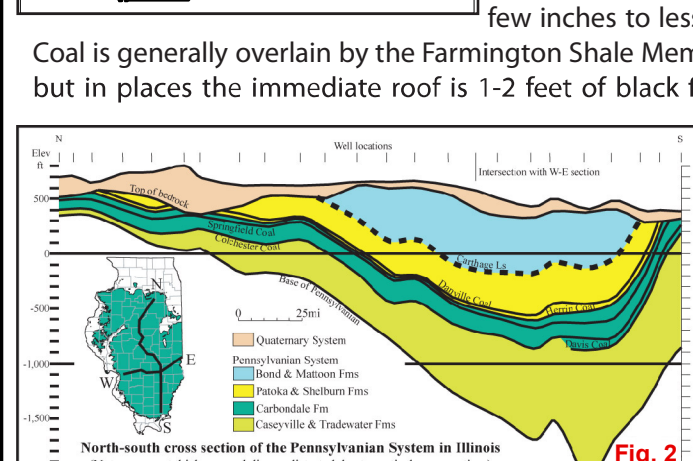 few inches to less
Coal is generally overlain by the Farmington Shale Mem
but in places the immediate roof is 1-2 feet of black f
N
Well locations
S
Elev
ft
Intersection with W-E section
Top of bedrock
500
Springfield Coal
Colchester Coal
0
Carthage Ls
Base of Pennsylvanian
Danville Coal
Herrin Coal
-500
N
0 25mi
Davis Coal
Quaternary System
E
Pennsylvanian System
-1,000
Bond & Mattoon Fms
W
Patoka & Shelburn Fms
Carbondale Fm
-1,500
Caseyville & Tradewater Fms
S
North-south cross section of the Pennsylvanian System in Illinois
Fig. 2